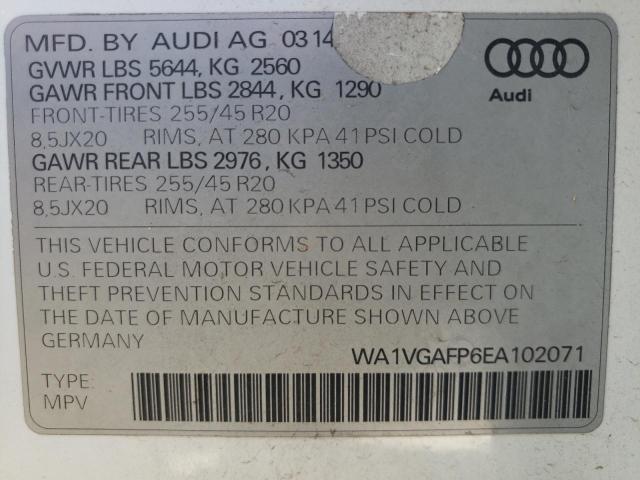 MFD. BY AUDI AG 03 14
GVWR LBS 5644, KG 2560
GAWR FRONT LBS 2844, KG 1290
FRONT-TIRES 255/45 R20
8,5JX20 RIMS, AT 280 KPA 41 PSI COLD
GAWR REAR LBS 2976, KG 1350
REAR-TIRES 255/45 R20
8,5JX20 RIMS, AT 280 KPA 41 PSI COLD
Audi
THIS VEHICLE CONFORMS TO ALL APPLICABLE
U.S. FEDERAL MOTOR VEHICLE SAFETY AND
THEFT PREVENTION STANDARDS IN EFFECT ON
THE DATE OF MANUFACTURE SHOWN ABOVE
GERMANY
WA1VGAFP6EA102071
TYPE:
MPV